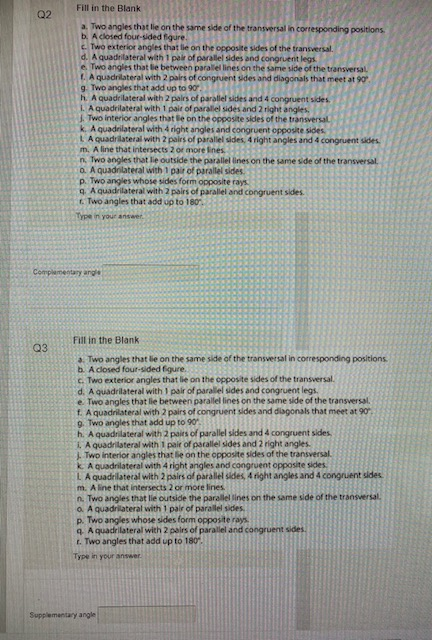 Q2
Fill in the Blank
a. Two angles that lie on the same side of the transversal in corresponding positions.
b. A closed four-sided figure.
c. Two exterior angles that lie on the opposite sides of the transversal.
d. A quadrilateral with 1 pair of parallel sides and congruent legs.
e. Two angles that lie between parallel lines on the same side of the transversal.
f. A quadrilateral with 2 pairs of congruent sides and diagonals that meet at 90°.
g. Two angles that add up to 90°.
h. A quadrilateral with 2 pairs of parallel sides and 4 congruent sides.
i. A quadrilateral with 1 pair of parallel sides and 2 right angles.
j. Two interior angles that lie on the opposite sides of the transversal.
k. A quadrilateral with 4 right angles and congruent opposite sides.
l. A quadrilateral with 2 pairs of parallel sides, 4 right angles and 4 congruent sides.
m. A line that intersects 2 or more lines.
n. Two angles that lie outside the parallel lines on the same side of the transversal.
o. A quadrilateral with 1 pair of parallel sides.
p. Two angles whose sides form opposite rays.
q. A quadrilateral with 2 pairs of parallel and congruent sides.
r. Two angles that add up to 180°.
Type in your answer.
Complementary angle
Q3
Fill in the Blank
a. Two angles that lie on the same side of the transversal in corresponding positions.
b. A closed four-sided figure.
c. Two exterior angles that lie on the opposite sides of the transversal.
d. A quadrilateral with 1 pair of parallel sides and congruent legs.
e. Two angles that lie between parallel lines on the same side of the transversal.
f. A quadrilateral with 2 pairs of congruent sides and diagonals that meet at 90°.
g. Two angles that add up to 90°.
h. A quadrilateral with 2 pairs of parallel sides and 4 congruent sides.
i. A quadrilateral with 1 pair of parallel sides and 2 right angles.
j. Two interior angles that lie on the opposite sides of the transversal.
k. A quadrilateral with 4 right angles and congruent opposite sides.
l. A quadrilateral with 2 pairs of parallel sides, 4 right angles and 4 congruent sides.
m. A line that intersects 2 or more lines.
n. Two angles that lie outside the parallel lines on the same side of the transversal.
o. A quadrilateral with 1 pair of parallel sides.
p. Two angles whose sides form opposite rays.
q. A quadrilateral with 2 pairs of parallel and congruent sides.
r. Two angles that add up to 180°.
Type in your answer.
Supplementary angle